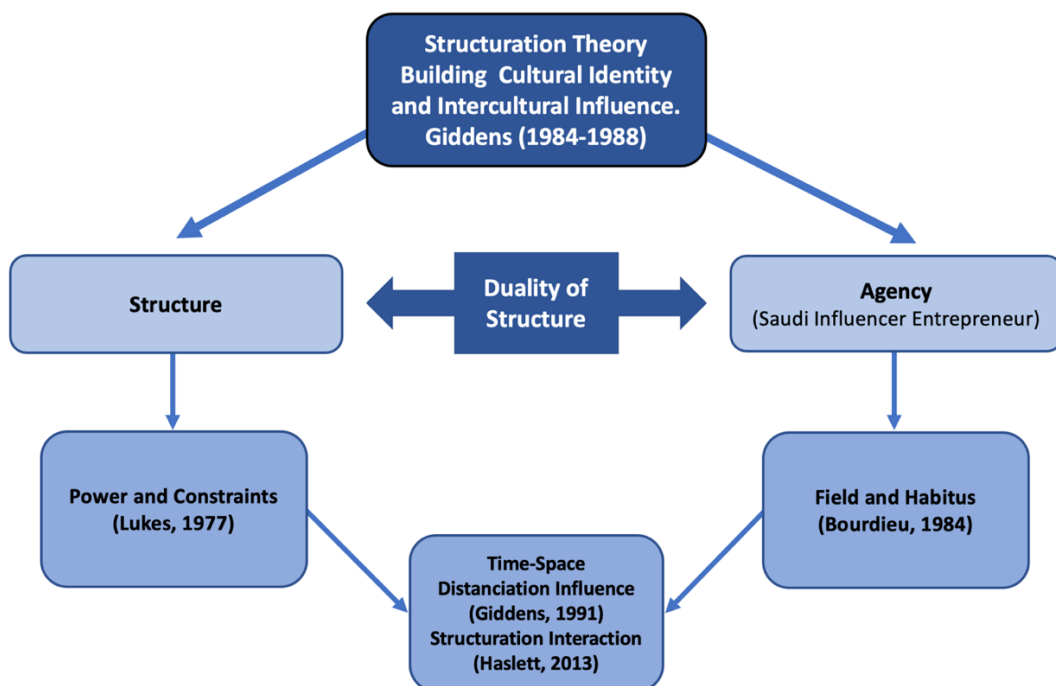 Structuration Theory
Building Cultural Identity
and Intercultural Influence.
Giddens (1984-1988)
Structure
Duality of
Structure
Agency
(Saudi Influencer Entrepreneur)
Power and Constraints
(Lukes, 1977)
Field and Habitus
(Bourdieu, 1984)
Time-Space
Distanciation Influence
(Giddens, 1991)
Structuration Interaction
(Haslett, 2013)